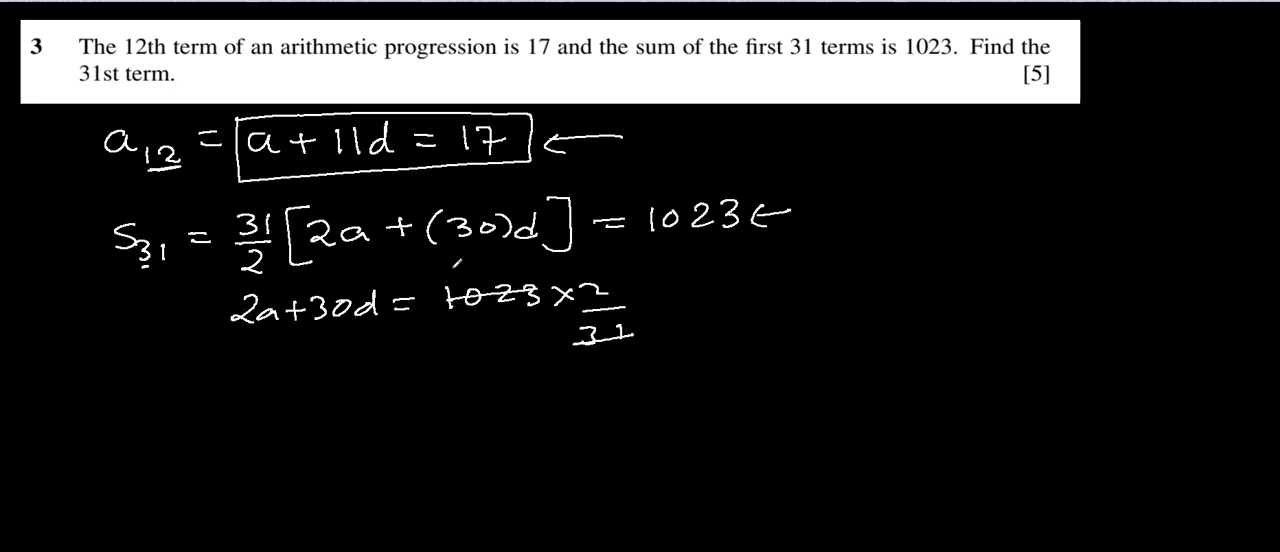 3 The 12th term of an arithmetic progression is 17 and the sum of the first 31 terms is 1023. Find the
31st term. [5]
a₁₂ = a + 11d = 17 ←
S₃₁ = 31/2 [2a + (30)d] = 1023 ←
2a+30d = 1023 × 2/31